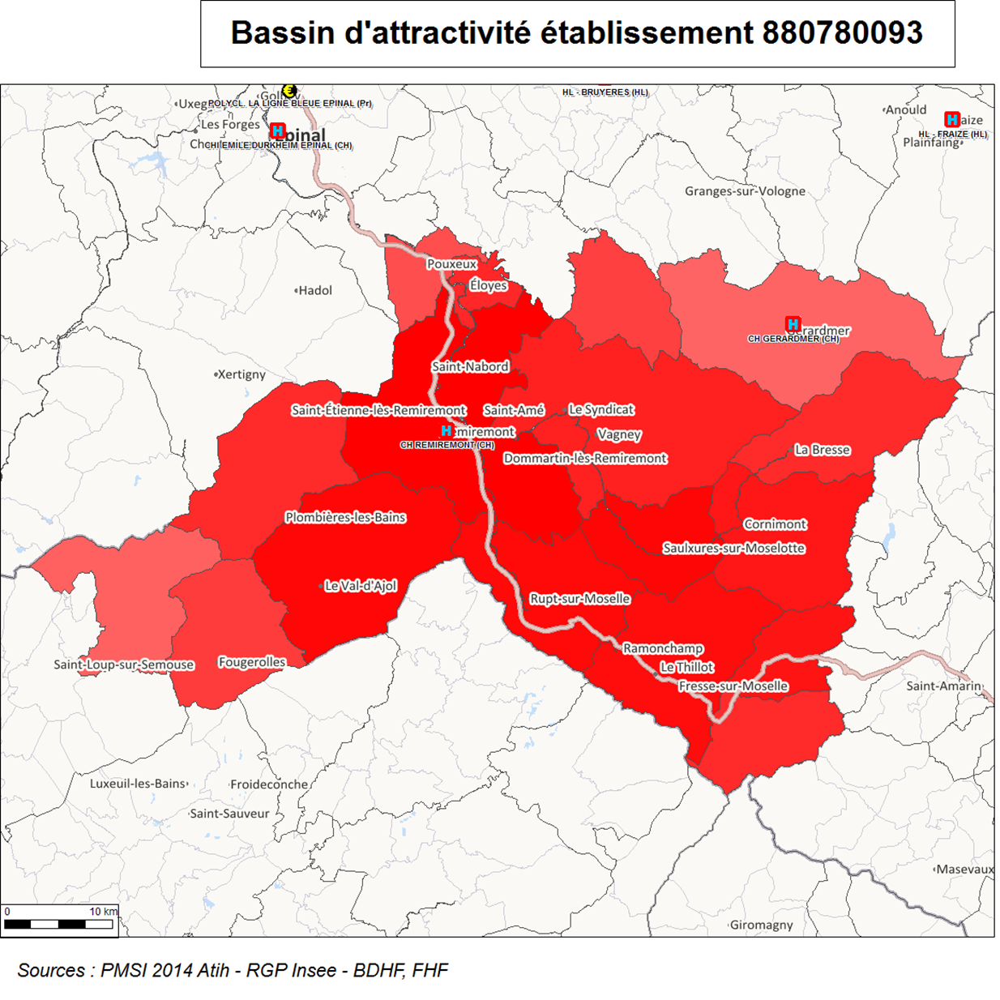 Bassin d'attractivité établissement 880780093
POLYCL. LA LIGNE BLEUE EPINAL (Pr)
Les Forges
CHI EMILE DURKHEIM EPINAL (CH)
HL - BRUYERES (HL)
Anould
HL - FRAIZE (HL)
Plainfaing
Granges-sur-Vologne
Hadol
Pouxeux
Éloyes
CH GERARDMER (CH)
Xertigny
Saint-Nabord
Saint-Étienne-lès-Remiremont
Saint-Amé
Le Syndicat
CH REMIREMONT (CH)
Vagney
Dommartin-lès-Remiremont
La Bresse
Plombières-les-Bains
Cornimont
Saulxures-sur-Moselotte
Le Val-d'Ajol
Rupt-sur-Moselle
Ramonchamp
Le Thillot
Fresse-sur-Moselle
Saint-Loup-sur-Semouse
Fougerolles
Saint-Amarin
Luxeuil-les-Bains
Froideconche
Saint-Sauveur
Masevaux
Giromagny
0 10 km
Sources : PMSI 2014 Atih - RGP Insee - BDHF, FHF